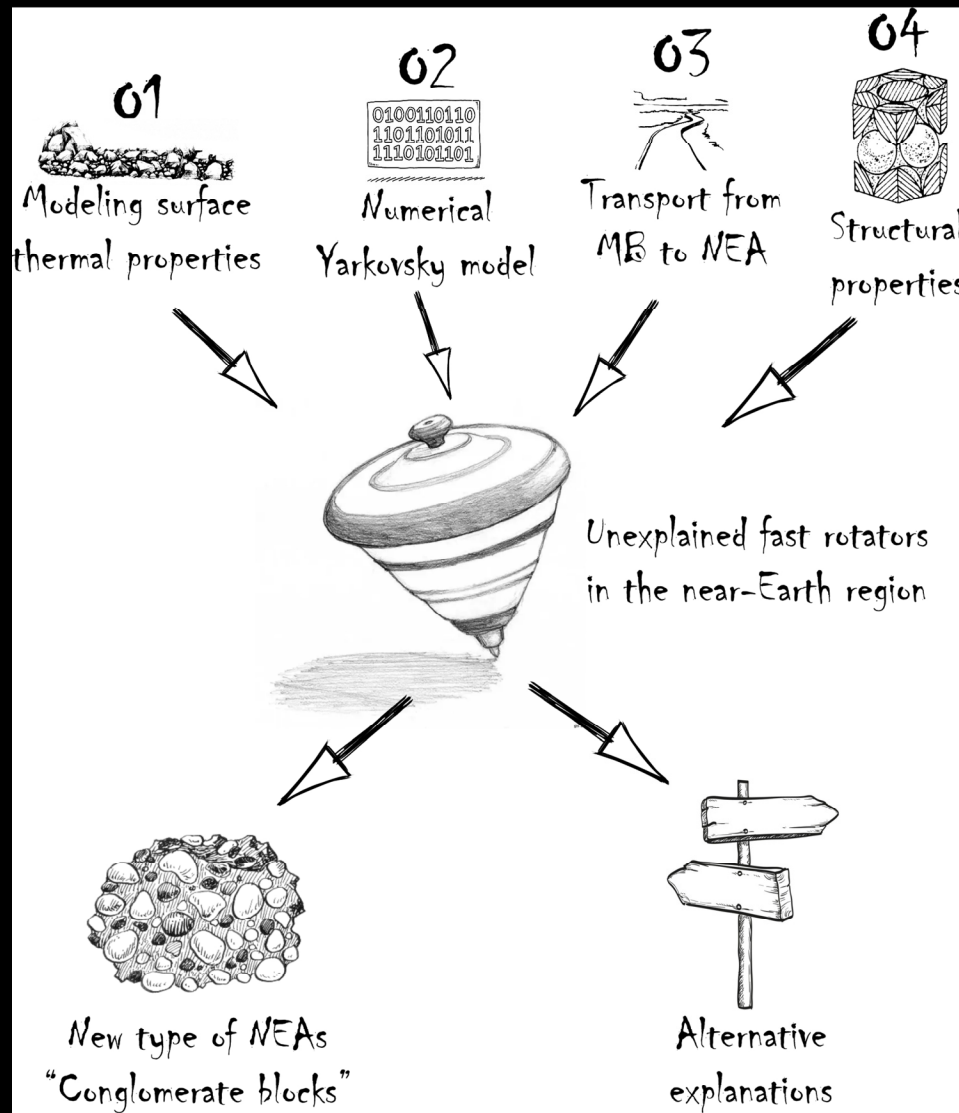 01
Modeling surface
thermal properties
02
0100110110
1101101011
1110101101
Numerical
Yarkovsky model
03
Transport from
MB to NEA
04
Structural
properties
Unexplained fast rotators
in the near-Earth region
New type of NEAs
“Conglomerate blocks”
Alternative
explanations